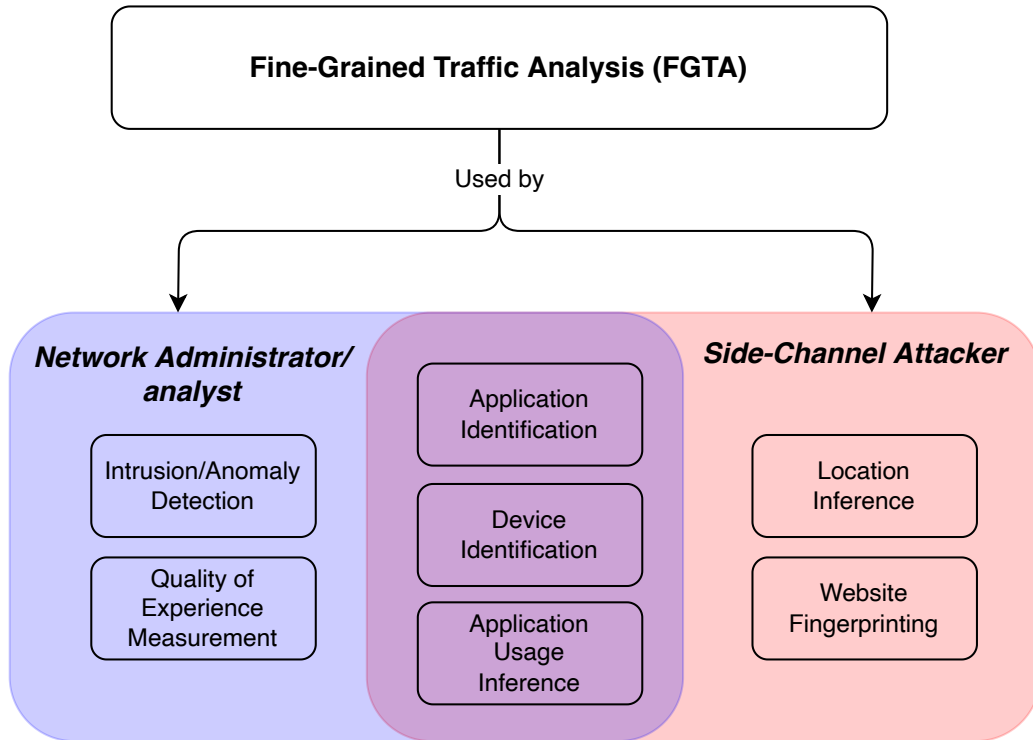 Fine-Grained Traffic Analysis (FGTA)
Used by
Network Administrator/
analyst
Intrusion/Anomaly
Detection
Quality of
Experience
Measurement
Application
Identification
Device
Identification
Application
Usage
Inference
Side-Channel Attacker
Location
Inference
Website
Fingerprinting